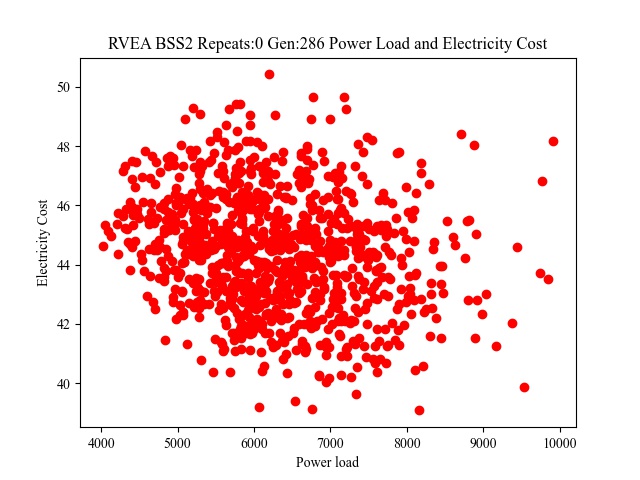 RVEA BSS2 Repeats:0 Gen:286 Power Load and Electricity Cost
50
48
46
44
42
40
Electricity Cost
4000 5000 6000 7000 8000 9000 10000
Power load